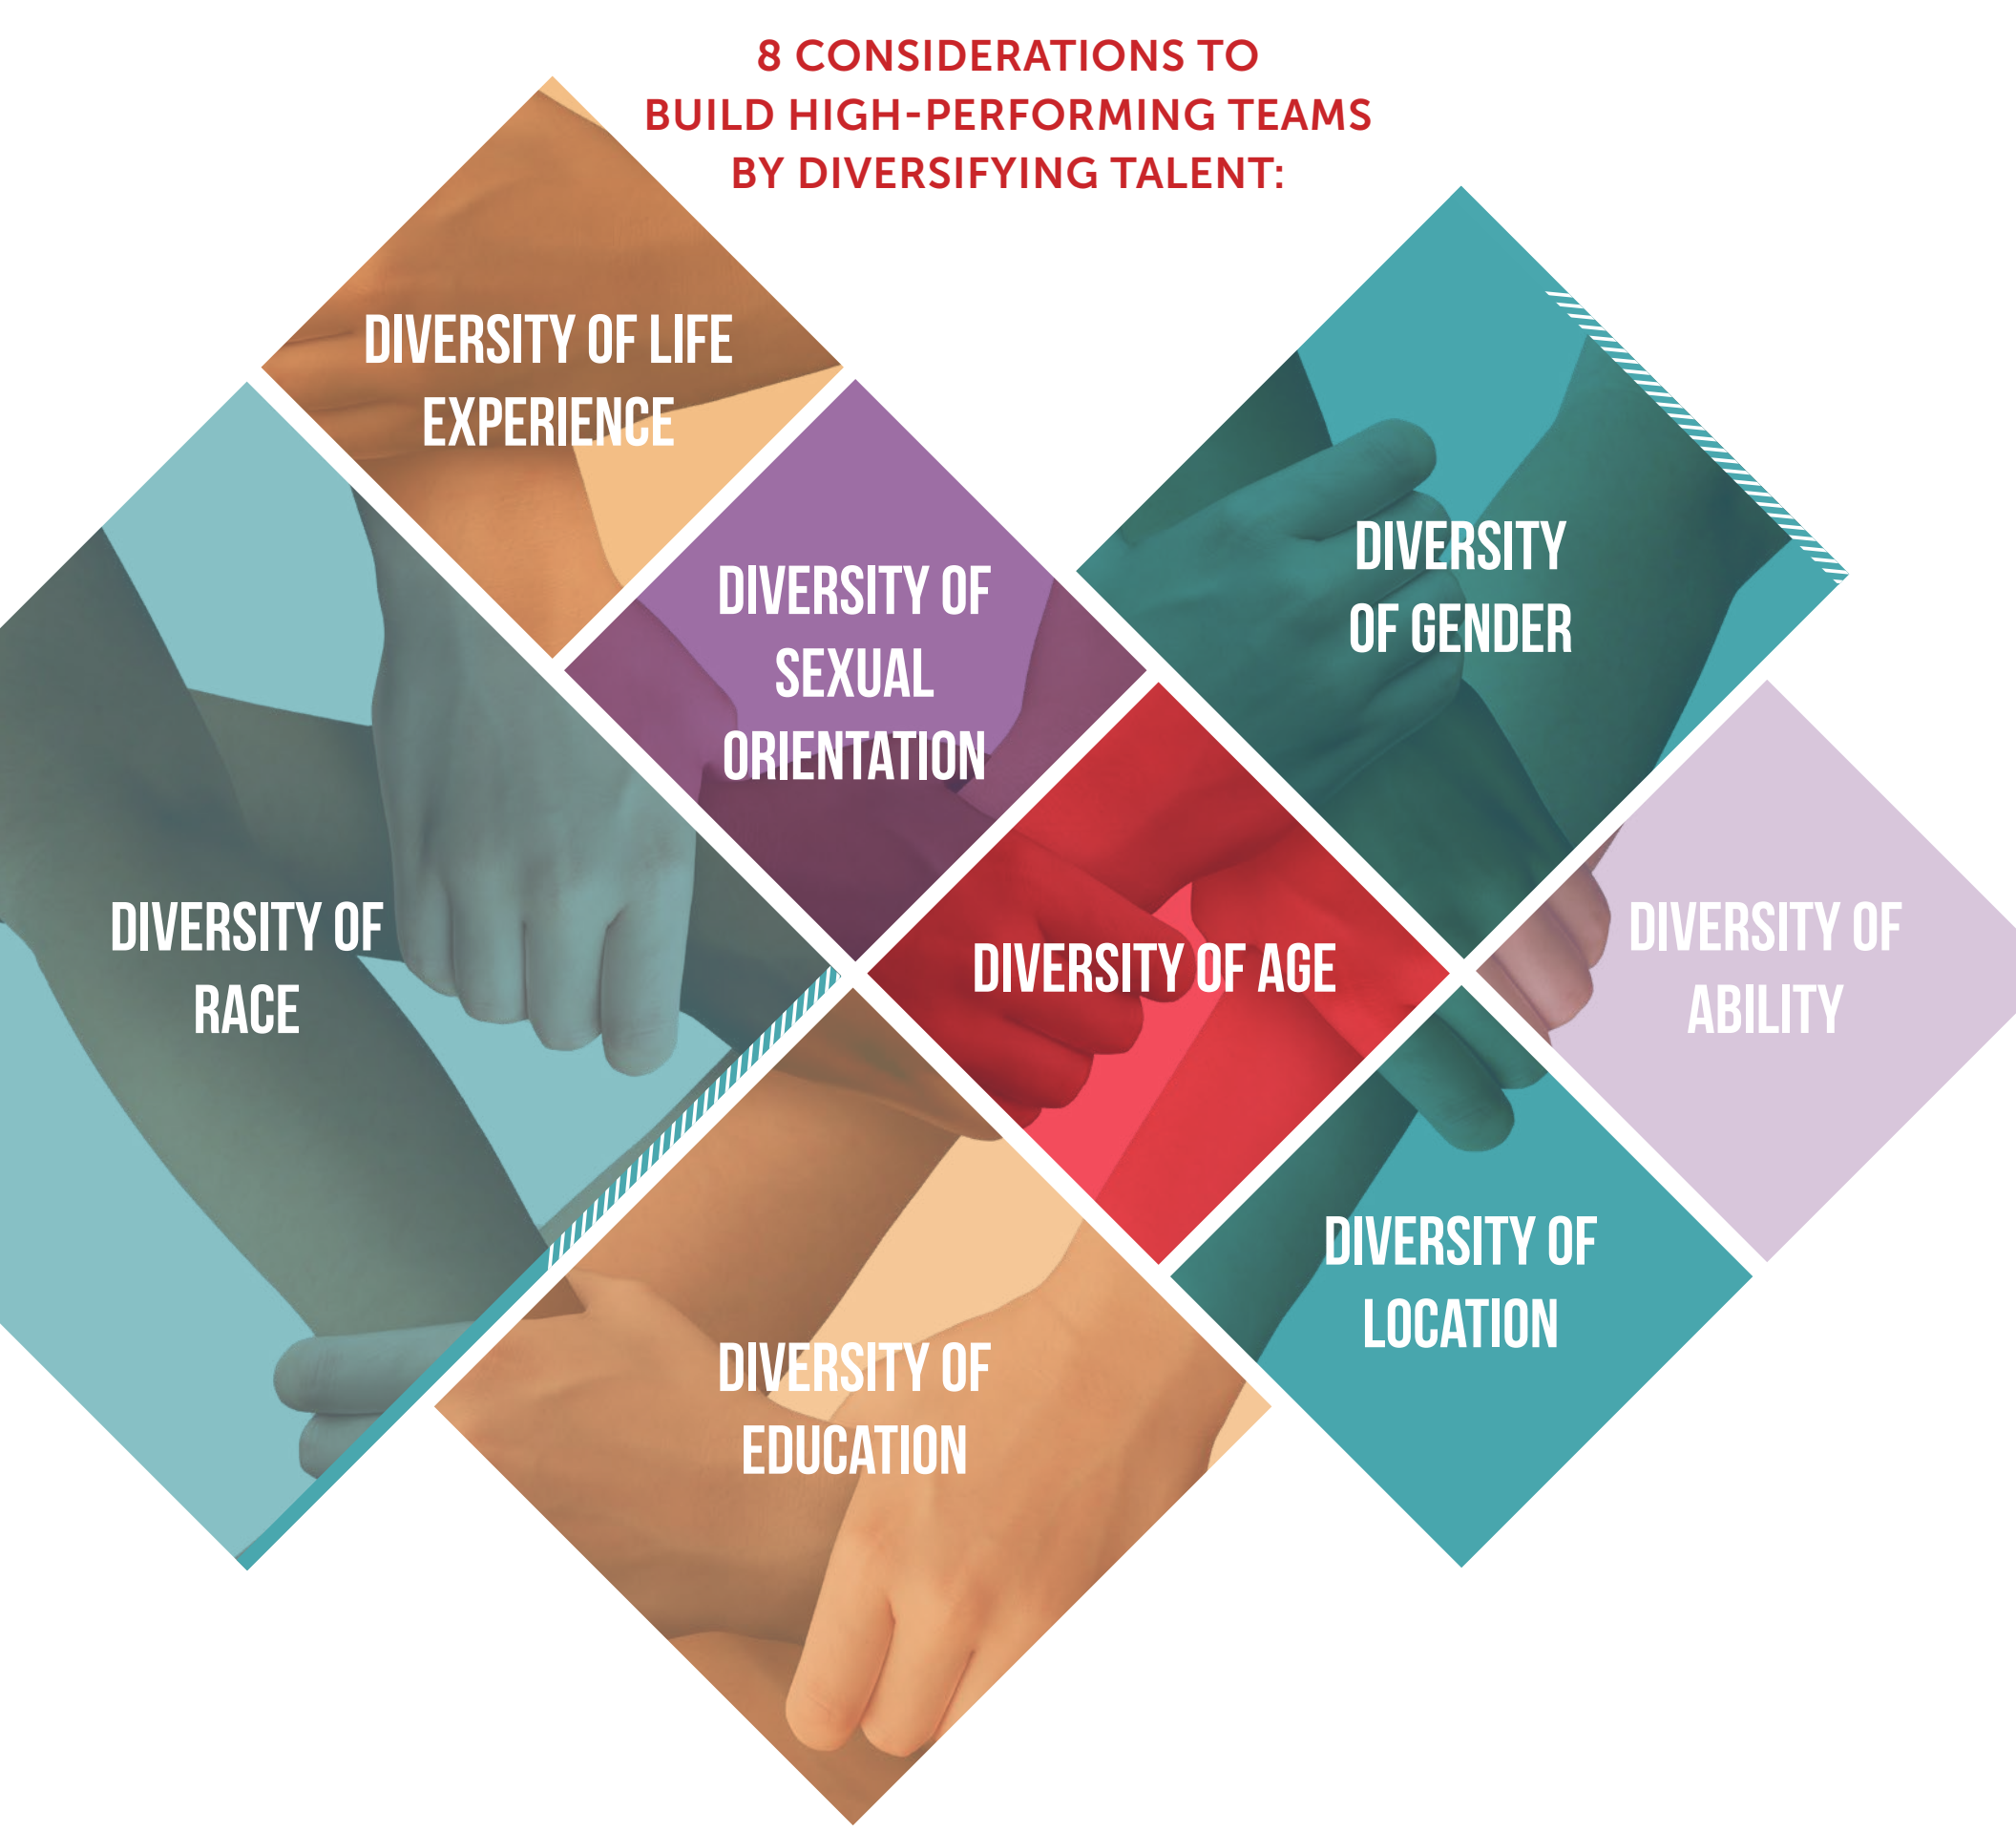 8 CONSIDERATIONS TO
BUILD HIGH-PERFORMING TEAMS
BY DIVERSIFYING TALENT:
DIVERSITY OF LIFE
EXPERIENCE
DIVERSITY OF
SEXUAL
ORIENTATION
DIVERSITY
OF GENDER
DIVERSITY OF
RACE
DIVERSITY OF AGE
DIVERSITY OF
ABILITY
DIVERSITY OF
EDUCATION
DIVERSITY OF
LOCATION